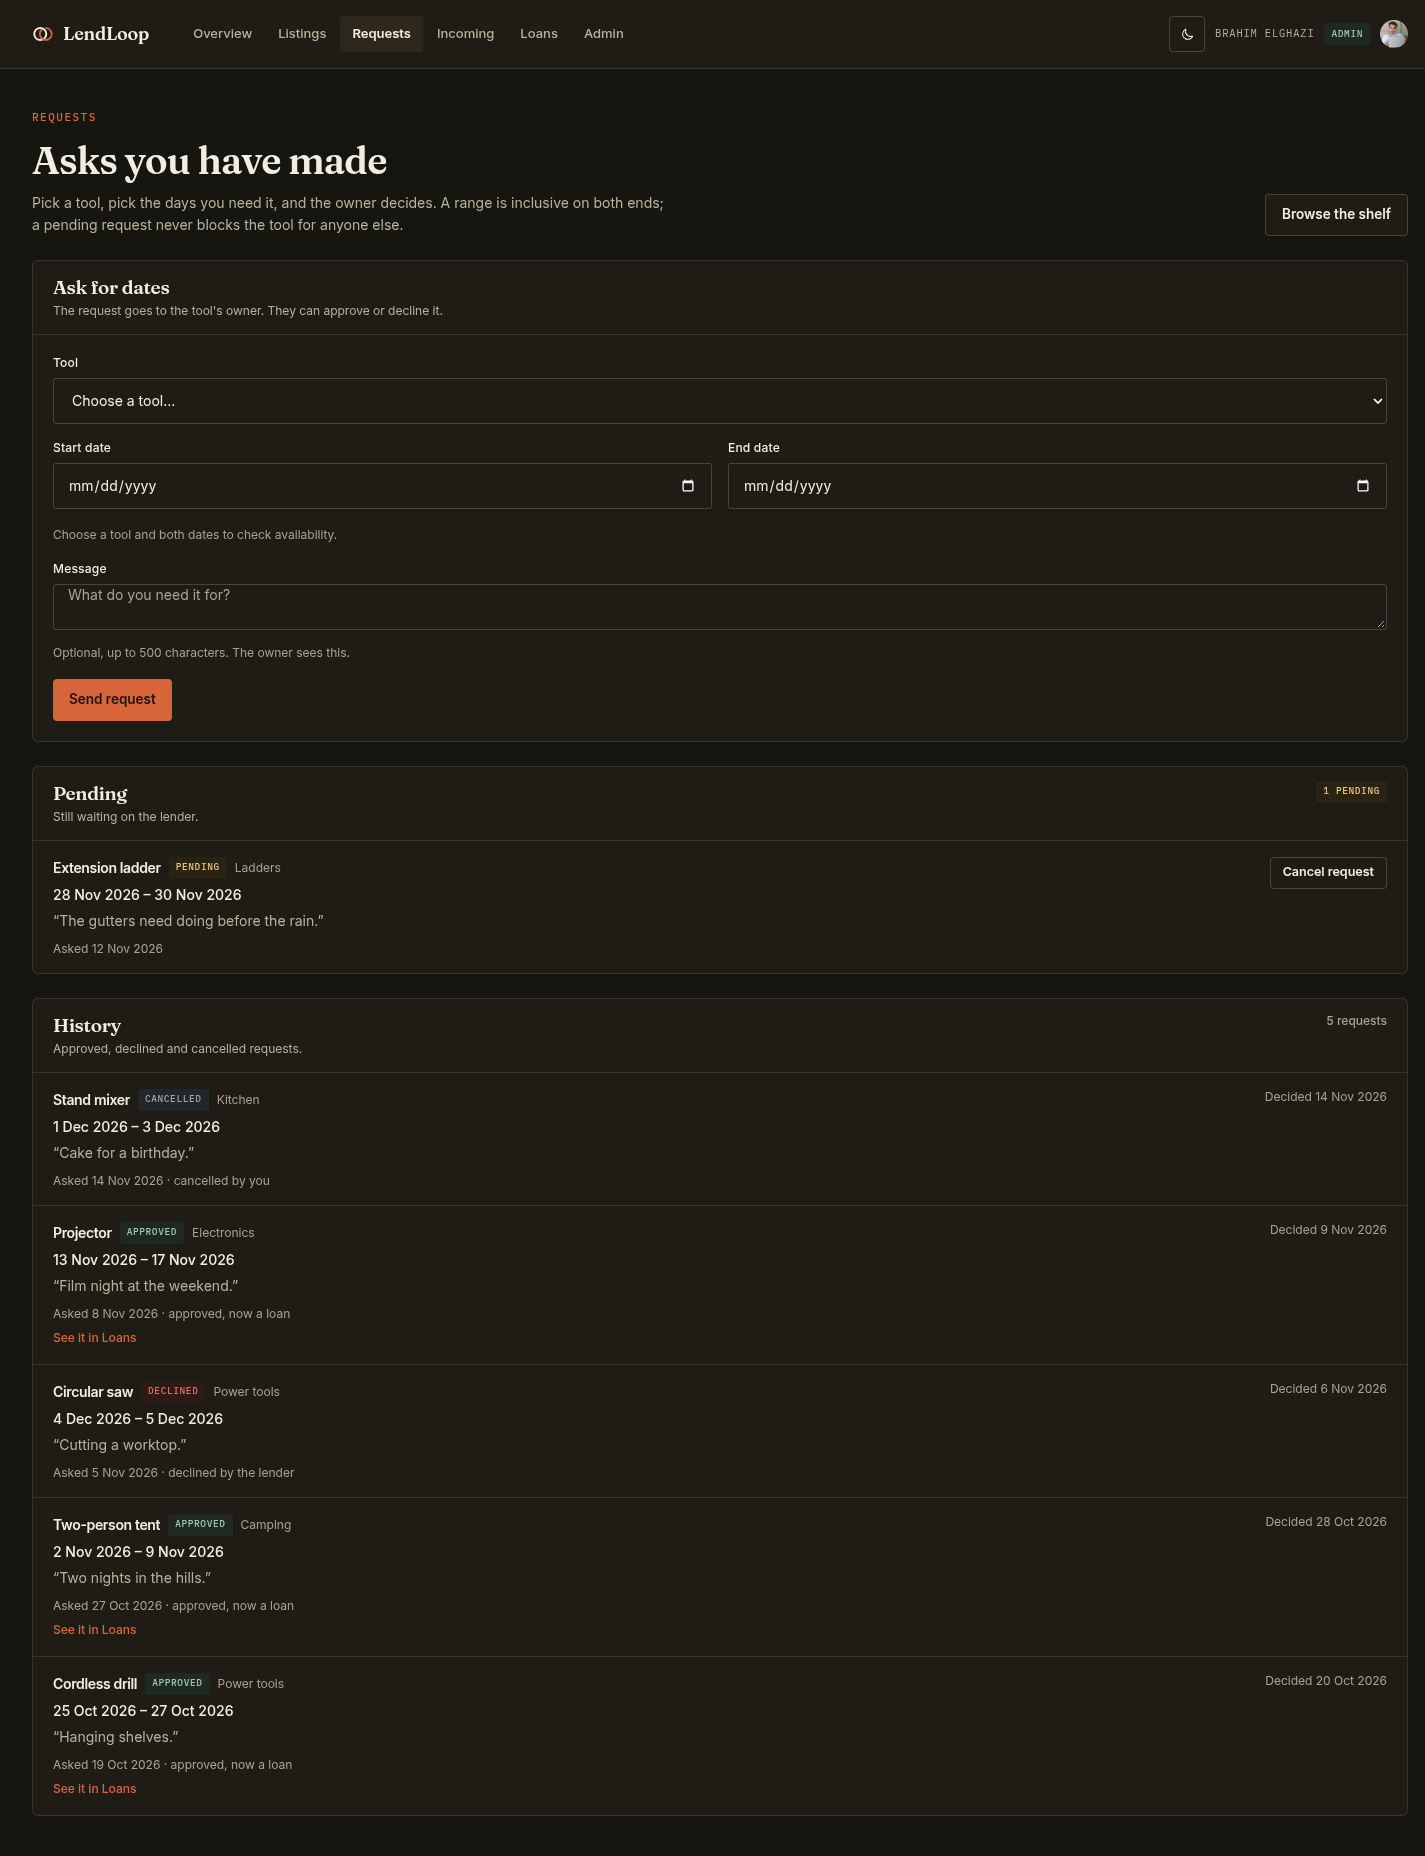 LendLoop
Overview
Listings
Requests
Incoming
Loans
Admin
BRAHIM ELGHAZI
ADMIN
REQUESTS
Asks you have made
Pick a tool, pick the days you need it, and the owner decides. A range is inclusive on both ends;
a pending request never blocks the tool for anyone else.
Browse the shelf
Ask for dates
The request goes to the tool's owner. They can approve or decline it.
Tool
Choose a tool...
Start date
End date
mm/dd/yyyy
mm/dd/yyyy
Choose a tool and both dates to check availability.
Message
What do you need it for?
Optional, up to 500 characters. The owner sees this.
Send request
Pending
1 PENDING
Still waiting on the lender.
Extension ladder PENDING Ladders
Cancel request
28 Nov 2026 – 30 Nov 2026
“The gutters need doing before the rain.”
Asked 12 Nov 2026
History
5 requests
Approved, declined and cancelled requests.
Stand mixer CANCELLED Kitchen
Decided 14 Nov 2026
1 Dec 2026 – 3 Dec 2026
“Cake for a birthday.”
Asked 14 Nov 2026 · cancelled by you
Projector APPROVED Electronics
Decided 9 Nov 2026
13 Nov 2026 – 17 Nov 2026
“Film night at the weekend.”
Asked 8 Nov 2026 · approved, now a loan
See it in Loans
Circular saw DECLINED Power tools
Decided 6 Nov 2026
4 Dec 2026 – 5 Dec 2026
“Cutting a worktop.”
Asked 5 Nov 2026 · declined by the lender
Two-person tent APPROVED Camping
Decided 28 Oct 2026
2 Nov 2026 – 9 Nov 2026
“Two nights in the hills.”
Asked 27 Oct 2026 · approved, now a loan
See it in Loans
Cordless drill APPROVED Power tools
Decided 20 Oct 2026
25 Oct 2026 – 27 Oct 2026
“Hanging shelves.”
Asked 19 Oct 2026 · approved, now a loan
See it in Loans